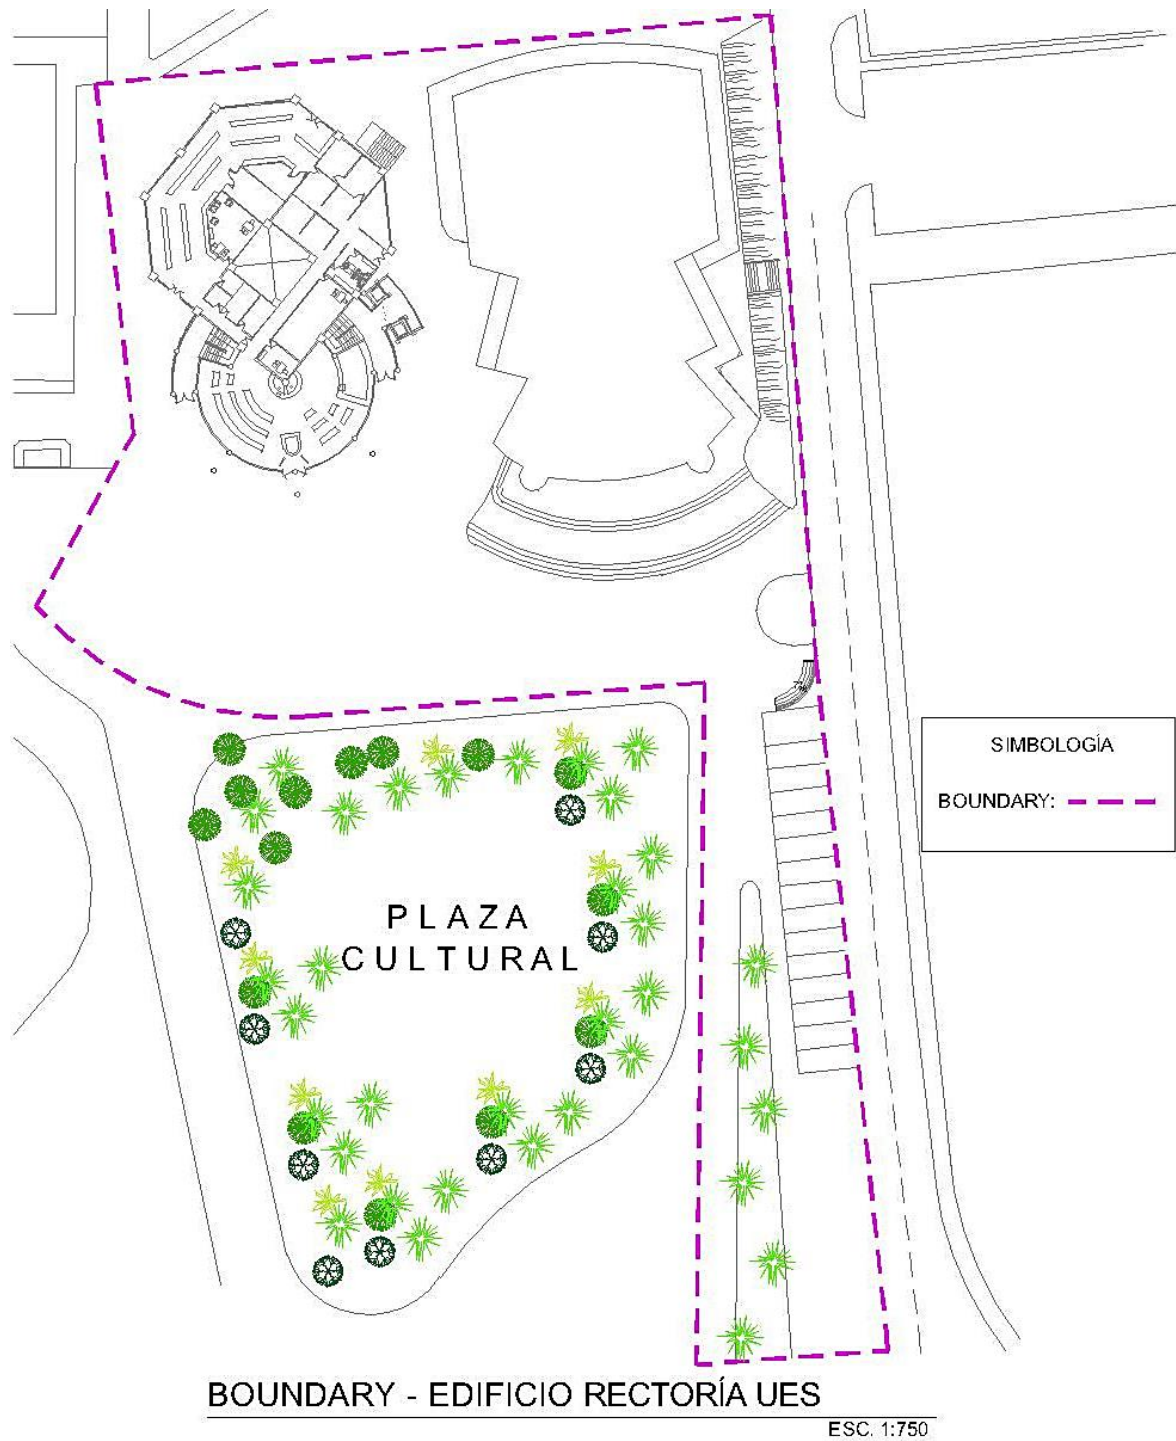 SIMBOLOGÍA
BOUNDARY:
PLAZA
CULTURAL
BOUNDARY - EDIFICIO RECTORÍA UES
ESC. 1:750